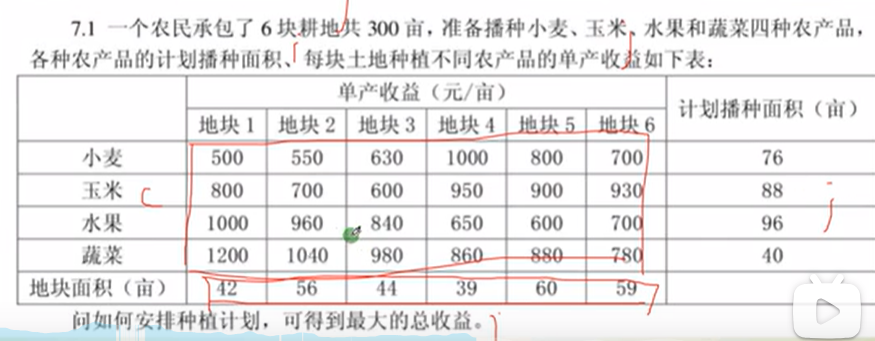 7.1 一个农民承包了 6 块耕地共 300 亩，准备播种小麦、玉米、水果和蔬菜四种农产品，
各种农产品的计划播种面积、每块土地种植不同农产品的单产收益如下表：
单产收益（元/亩） 计划播种面积（亩）
地块 1 地块 2 地块 3 地块 4 地块 5 地块 6
小麦 500 550 630 1000 800 700 76
玉米 800 700 600 950 900 930 88
水果 1000 960 840 650 600 700 96
蔬菜 1200 1040 980 860 880 780 40
地块面积（亩） 42 56 44 39 60 59
问如何安排种植计划，可得到最大的总收益。